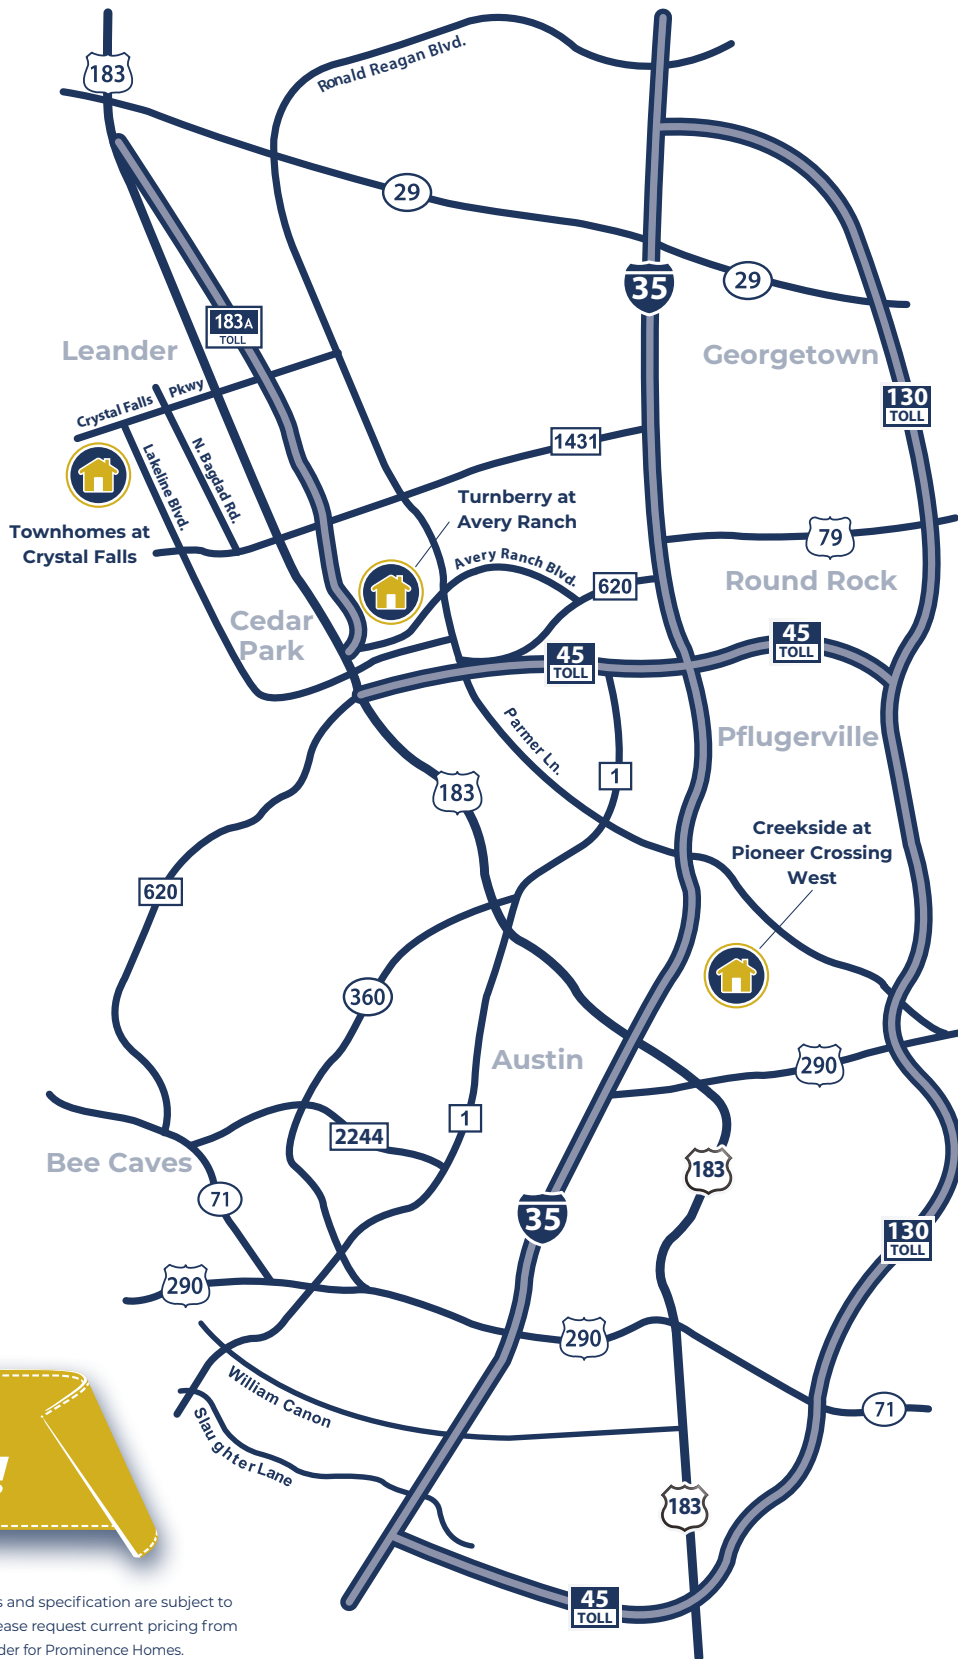 183
Ronald Reagan Blvd.
29
35
29
183A
TOLL
Leander
Georgetown
Crystal Falls Pkwy
130
TOLL
1431
Lakeline Blvd.
N. Bagdad Rd.
Turnberry at
Avery Ranch
Townhomes at
Crystal Falls
79
Avery Ranch Blvd.
620
Round Rock
Cedar
Park
45
TOLL
45
TOLL
Parmer Ln.
Pflugerville
1
183
Creekside at
Pioneer Crossing
West
620
360
Austin
290
1
2244
Bee Caves
183
71
35
130
TOLL
290
290
William Canon
71
Slaughter Lane
!
183
45
TOLL
s and specification are subject to
ease request current pricing from
der for Prominence Homes.